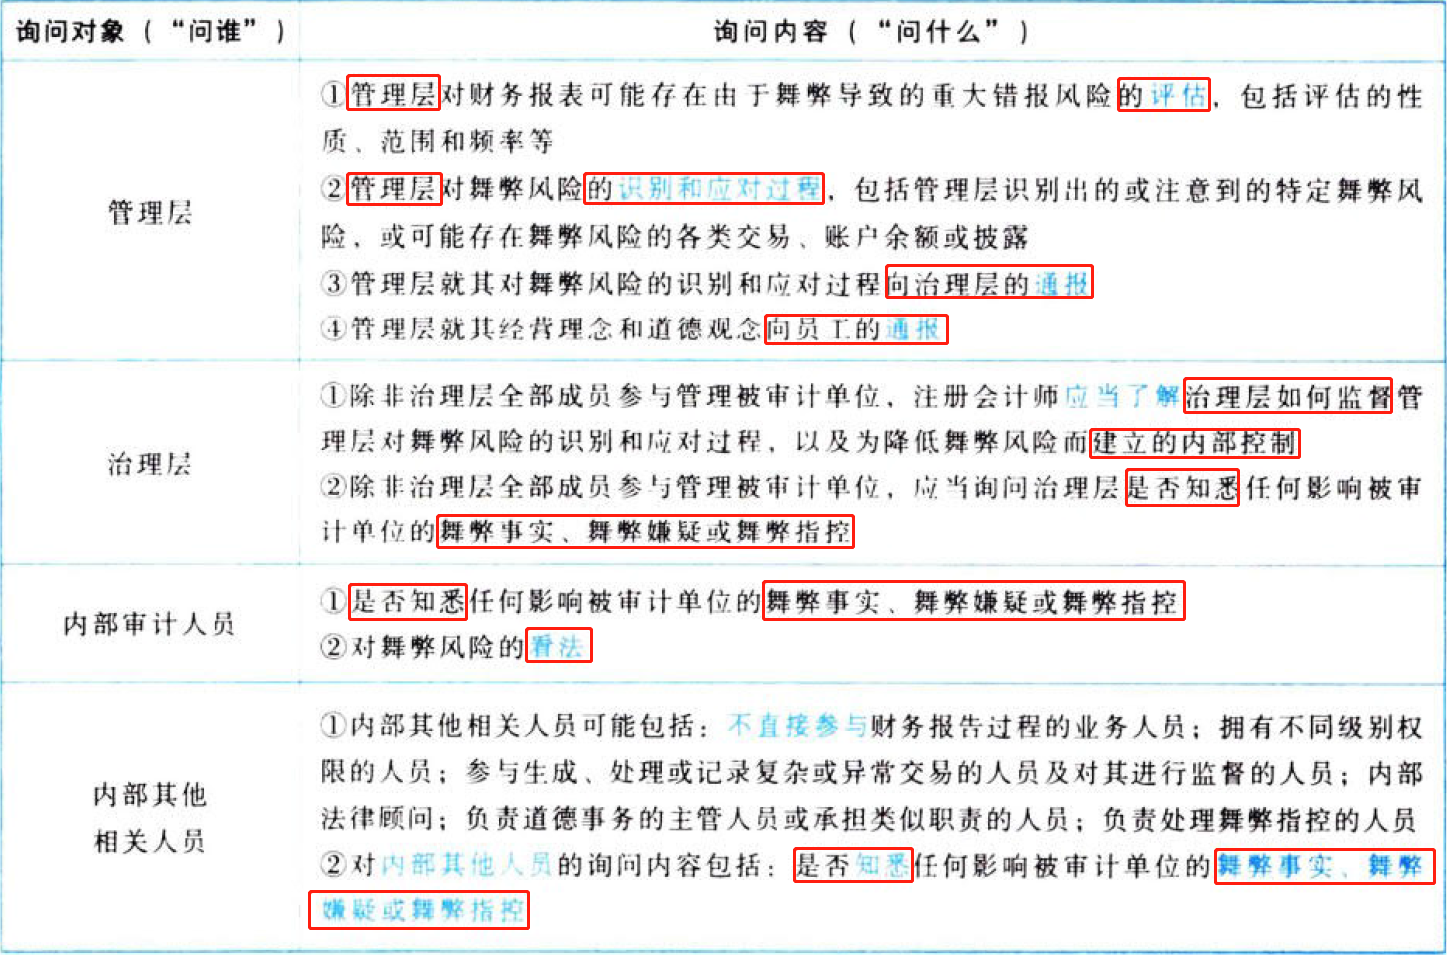 询问对象（“问谁”）
询问内容（“问什么”）
管理层
①管理层对财务报表可能存在由于舞弊导致的重大错报风险的评估，包括评估的性
质、范围和频率等
②管理层对舞弊风险的识别和应对过程，包括管理层识别出的或注意到的特定舞弊风
险，或可能存在舞弊风险的各类交易、账户余额或披露
③管理层就其对舞弊风险的识别和应对过程向治理层的通报
④管理层就其经营理念和道德观念向员工的通报
治理层
①除非治理层全部成员参与管理被审计单位，注册会计师应当了解治理层如何监督管
理层对舞弊风险的识别和应对过程，以及为降低舞弊风险而建立的内部控制
②除非治理层全部成员参与管理被审计单位，应当询问治理层是否知悉任何影响被审
计单位的舞弊事实、舞弊嫌疑或舞弊指控
内部审计人员
①是否知悉任何影响被审计单位的舞弊事实、舞弊嫌疑或舞弊指控
②对舞弊风险的看法
内部其他
相关人员
①内部其他相关人员可能包括：不直接参与财务报告过程的业务人员；拥有不同级别权
限的人员；参与生成、处理或记录复杂或异常交易的人员及对其进行监督的人员；内部
法律顾问；负责道德事务的主管人员或承担类似职责的人员；负责处理舞弊指控的人员
②对内部其他人员的询问内容包括：是否知悉任何影响被审计单位的舞弊事实、舞弊
嫌疑或舞弊指控